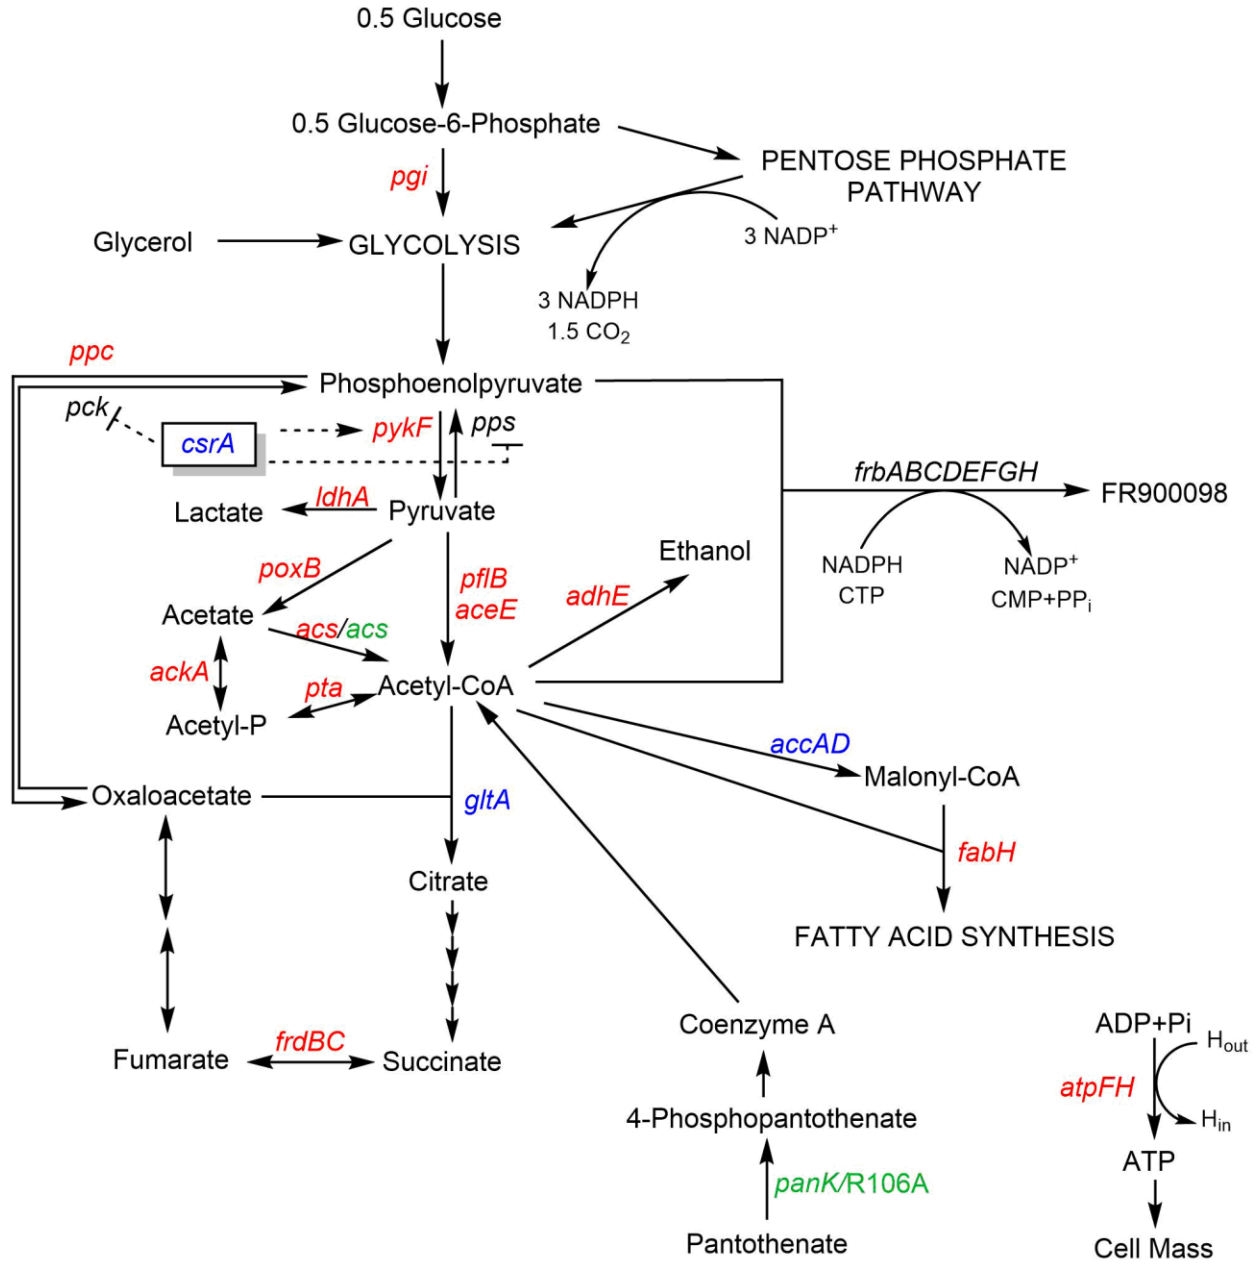 0.5 Glucose
0.5 Glucose-6-Phosphate
PENTOSE PHOSPHATE
PATHWAY
pgi
3 NADP+
Glycerol
GLYCOLYSIS
3 NADPH
1.5 CO2
ppc
Phosphoenolpyruvate
pck
csrA
pykF
pps
frbABCDEFGH
FR900098
ldhA
Lactate
Pyruvate
NADPH
CTP
NADP+
CMP+PPi
Ethanol
poxB
pflB
aceE
adhE
Acetate
acs/acs
ackA
pta
Acetyl-CoA
Acetyl-P
accAD
Malonyl-CoA
Oxaloacetate
gltA
fabH
Citrate
FATTY ACID SYNTHESIS
Coenzyme A
ADP+Pi
Hout
Fumarate
frdBC
Succinate
atpFH
Hin
4-Phosphopantothenate
ATP
panK/R106A
Pantothenate
Cell Mass